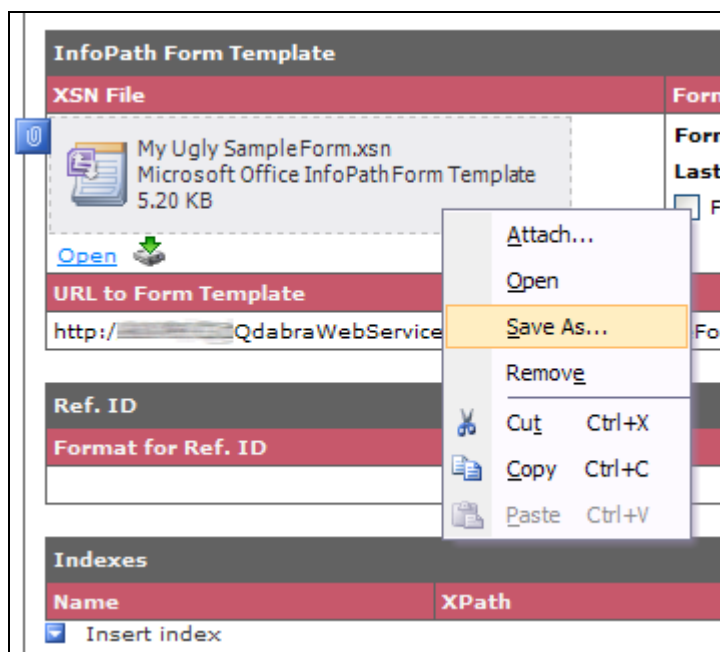 InfoPath Form Template
XSN File
Form
My Ugly SampleForm.xsn
Microsoft Office InfoPath Form Template
5.20 KB
Form
Last
F
Open
Attach...
Open
Save As...
Remove
Cut Ctrl+X
Copy Ctrl+C
Paste Ctrl+V
URL to Form Template
http:/ QdabraWebService Fo
Ref. ID
Format for Ref. ID
Indexes
Name XPath
Insert index